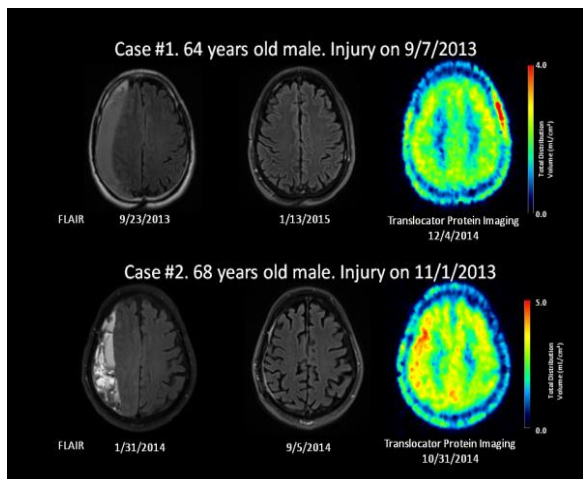 Case #1. 64 years old male. Injury on 9/7/2013
4.0
Total Distribution
Volume (mL/cm³)
0.0
FLAIR
9/23/2013
1/13/2015
Translocator Protein Imaging
12/4/2014
Case #2. 68 years old male. Injury on 11/1/2013
5.0
Total Distribution
Volume (mL/cm³)
0.0
FLAIR
1/31/2014
9/5/2014
Translocator Protein Imaging
10/31/2014